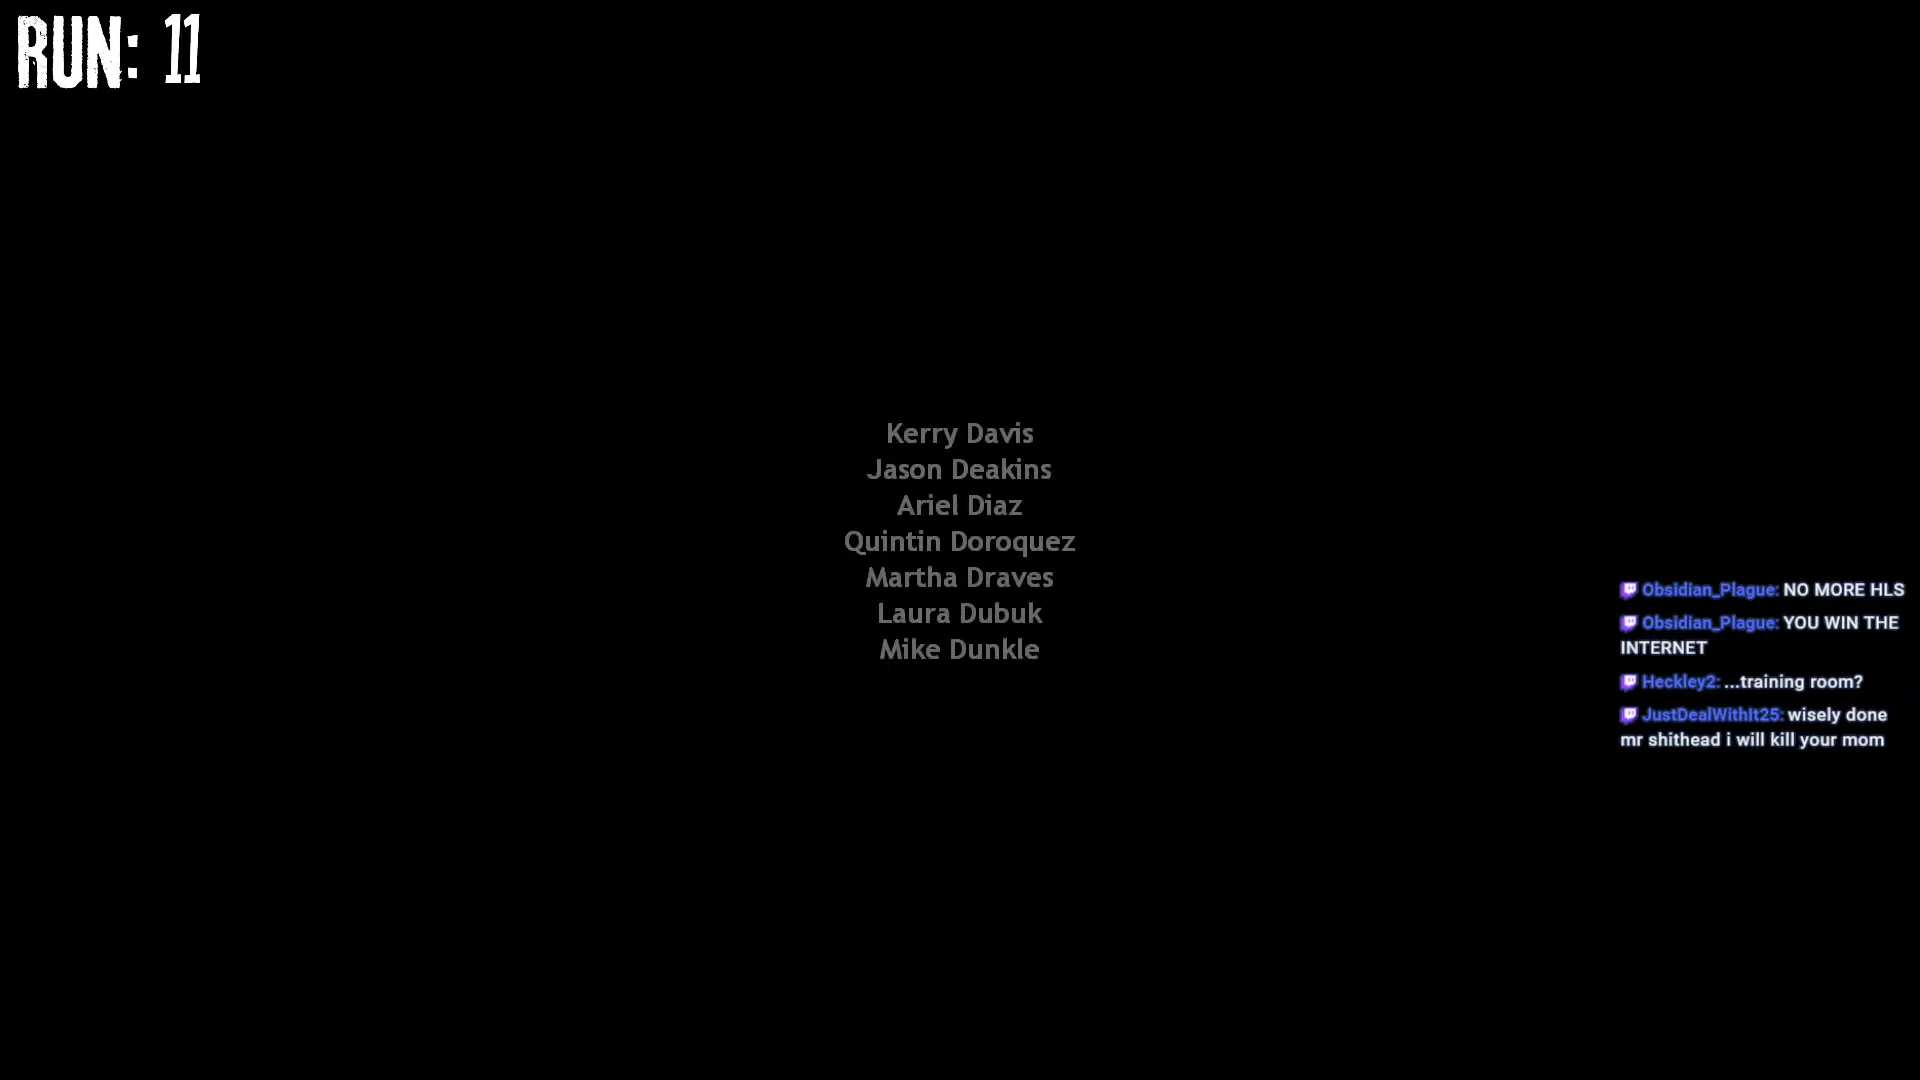 RUN: 11
Kerry Davis
Jason Deakins
Ariel Diaz
Quintin Doroquez
Martha Draves
Laura Dubuk
Mike Dunkle
Obsidian_Plague: NO MORE HLS
Obsidian_Plague: YOU WIN THE
INTERNET
Heckley2: ...training room?
JustDealWithIt25: wisely done
mr shithead i will kill your mom